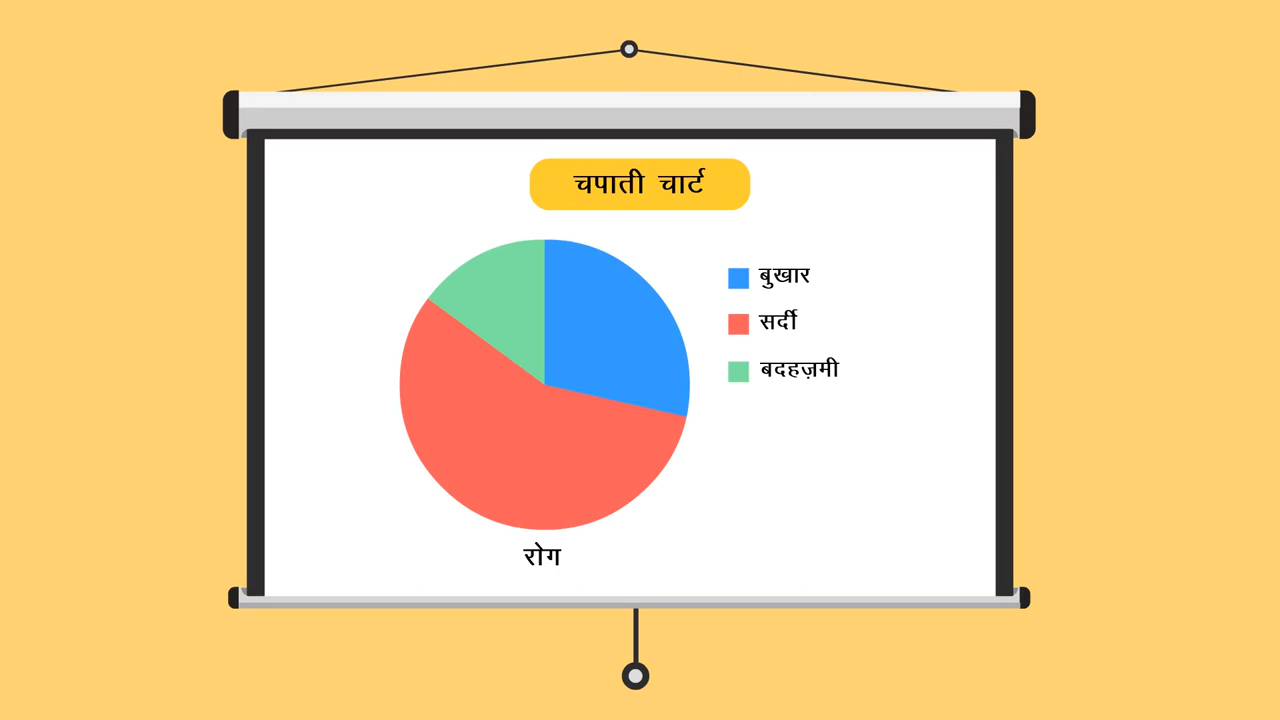 चपाती चार्ट
बुखार
सर्दी
बदहज़मी
रोग